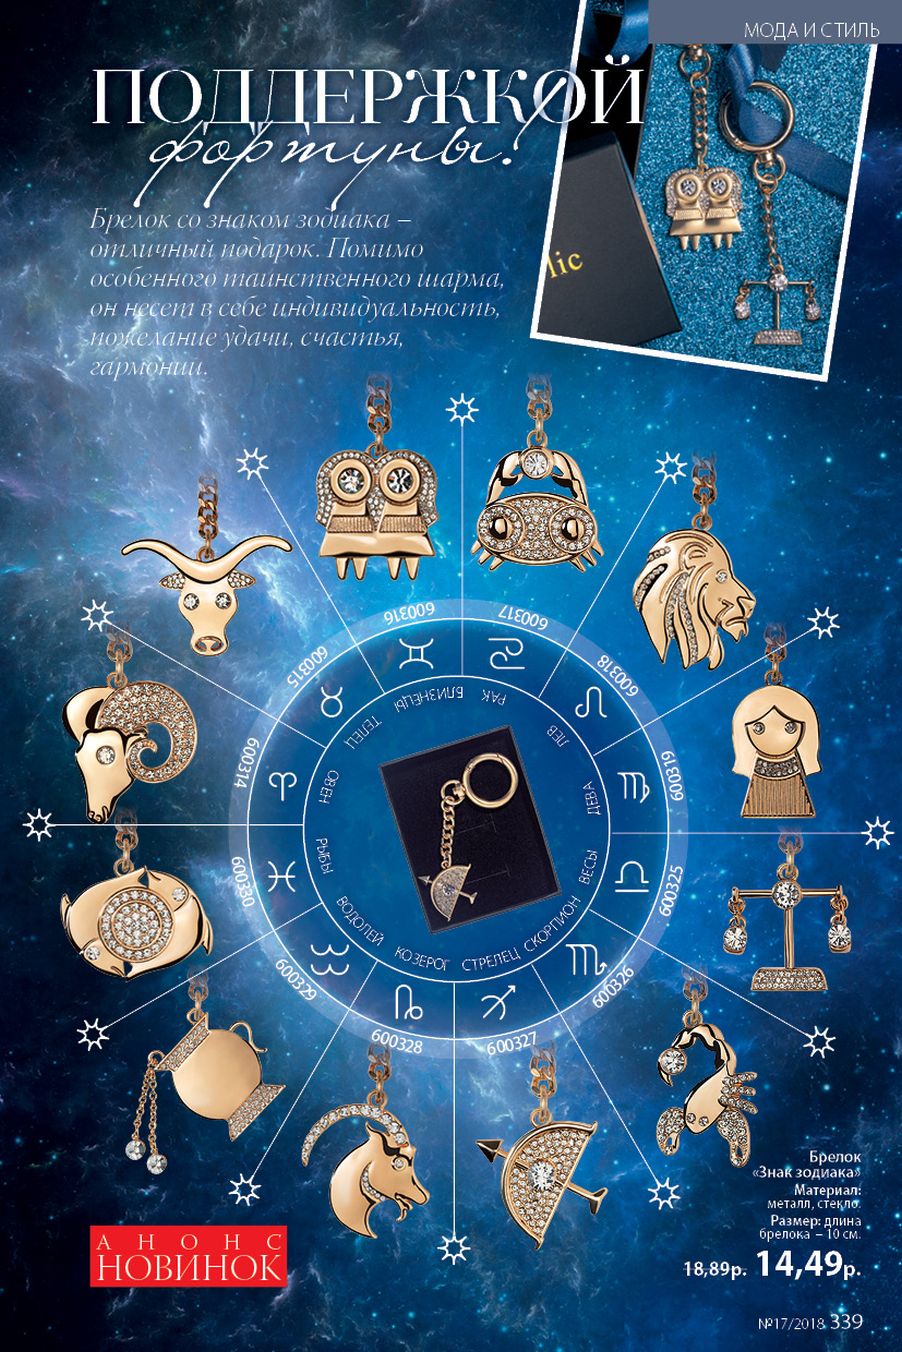 МОДА И СТИЛЬ
ПОДДЕРЖКОЙ
фортуны!
Брелок со знаком зодиака –
отличный подарок. Помимо
особенного таинственного шарма,
он несет в себе индивидуальность,
пожелание удачи, счастья,
гармонии.
lic
600316
600317
600315
600318
600314
600319
600330
600325
600329
600326
600328
600327
БЛИЗНЕЦЫ
РАК
ТЕЛЕЦ
ЛЕВ
ОВЕН
ДЕВА
РЫБЫ
ВЕСЫ
ВОДОЛЕЙ
СКОРПИОН
КОЗЕРОГ
СТРЕЛЕЦ
Брелок
«Знак зодиака»
Материал:
металл, стекло.
Размер: длина
брелока – 10 см.
18,89р. 14,49р.
АНОНС
НОВИНОК
№17/2018 339